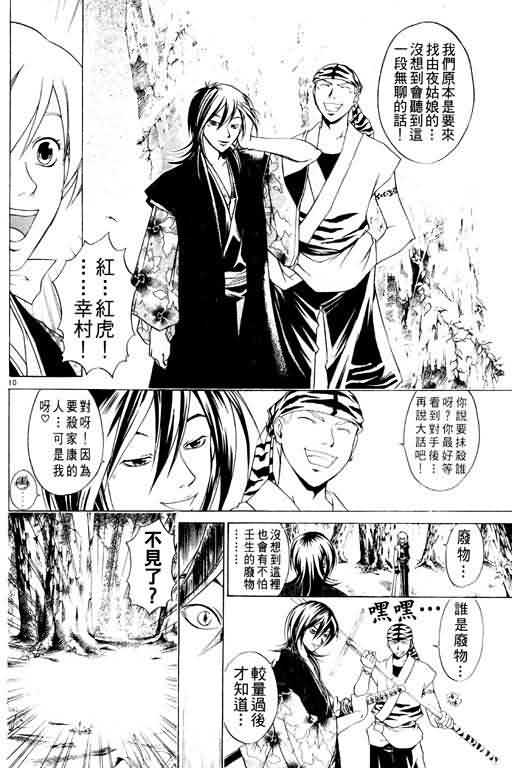 我們原本是要來
找由夜姑娘的…
沒想到會聽到這
一段無聊的話！
紅…紅虎！
……幸村！
10
你說要抹殺誰
呀？你最好等
看到對手後…
再說大話吧！
對呀！因為
要殺家康的
人…可是我
呀♡
廢物
…
沒想到這裡
也會有不怕
壬生的廢物
誰是
廢物…
嘿嘿…
較量過後
才知道…
不見了？